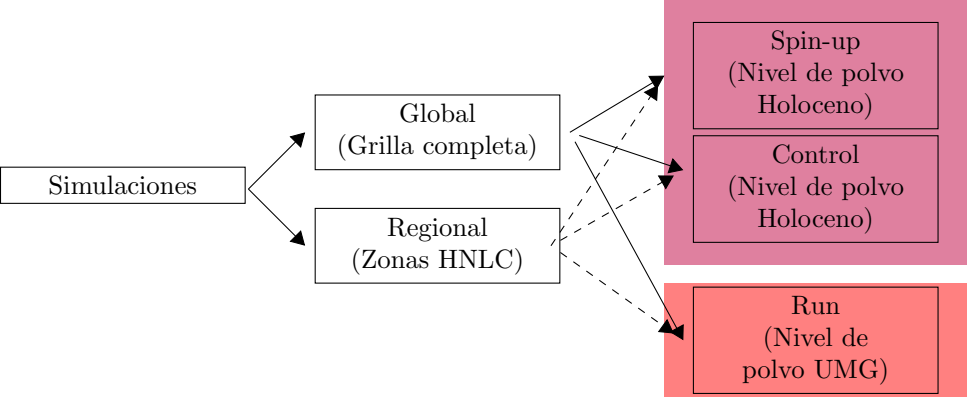 Simulaciones
Global
(Grilla completa)
Regional
(Zonas HNLC)
Spin-up
(Nivel de polvo
Holoceno)
Control
(Nivel de polvo
Holoceno)
Run
(Nivel de
polvo UMG)